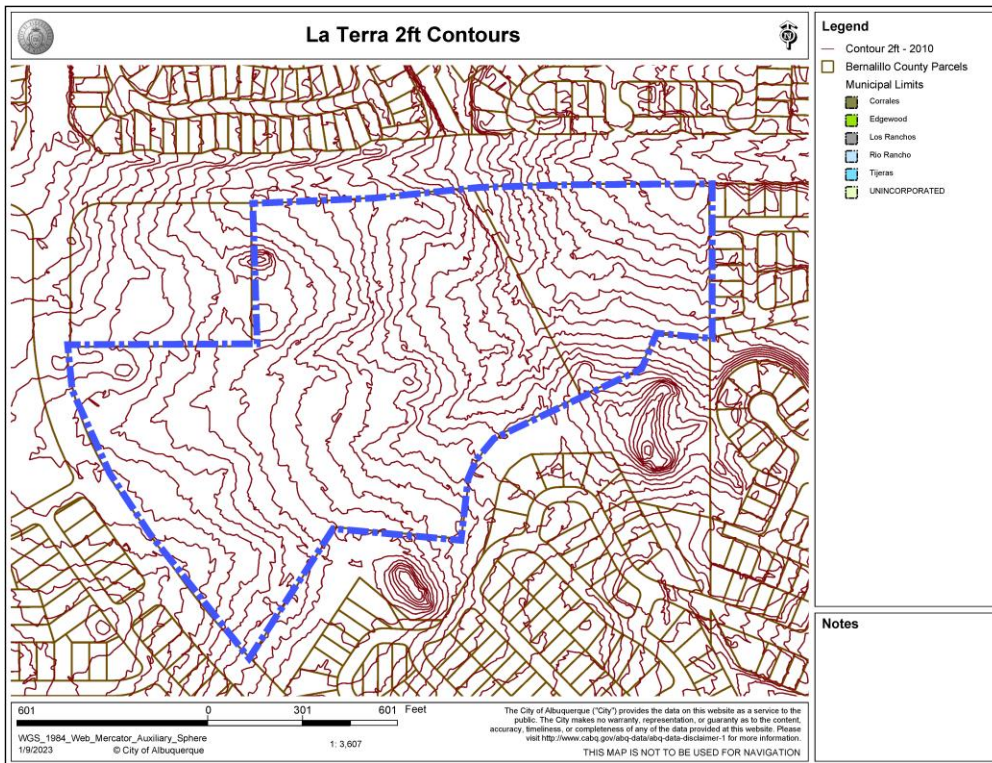 La Terra 2ft Contours
N
Legend
Contour 2ft - 2010
Bernalillo County Parcels
Municipal Limits
Corrales
Edgewood
Los Ranchos
Rio Rancho
Tijeras
UNINCORPORATED
Notes
601 0 301 601 Feet
WGS_1984_Web_Mercator_Auxiliary_Sphere
1/9/2023 © City of Albuquerque
1: 3,607
The City of Albuquerque ("City") provides the data on this website as a service to the
public. The City makes no warranty, representation, or guaranty as to the content,
accuracy, timeliness, or completeness of any of the data provided at this website. Please
visit http://www.cabq.gov/abq-data/abq-data-disclaimer-1 for more information.
THIS MAP IS NOT TO BE USED FOR NAVIGATION